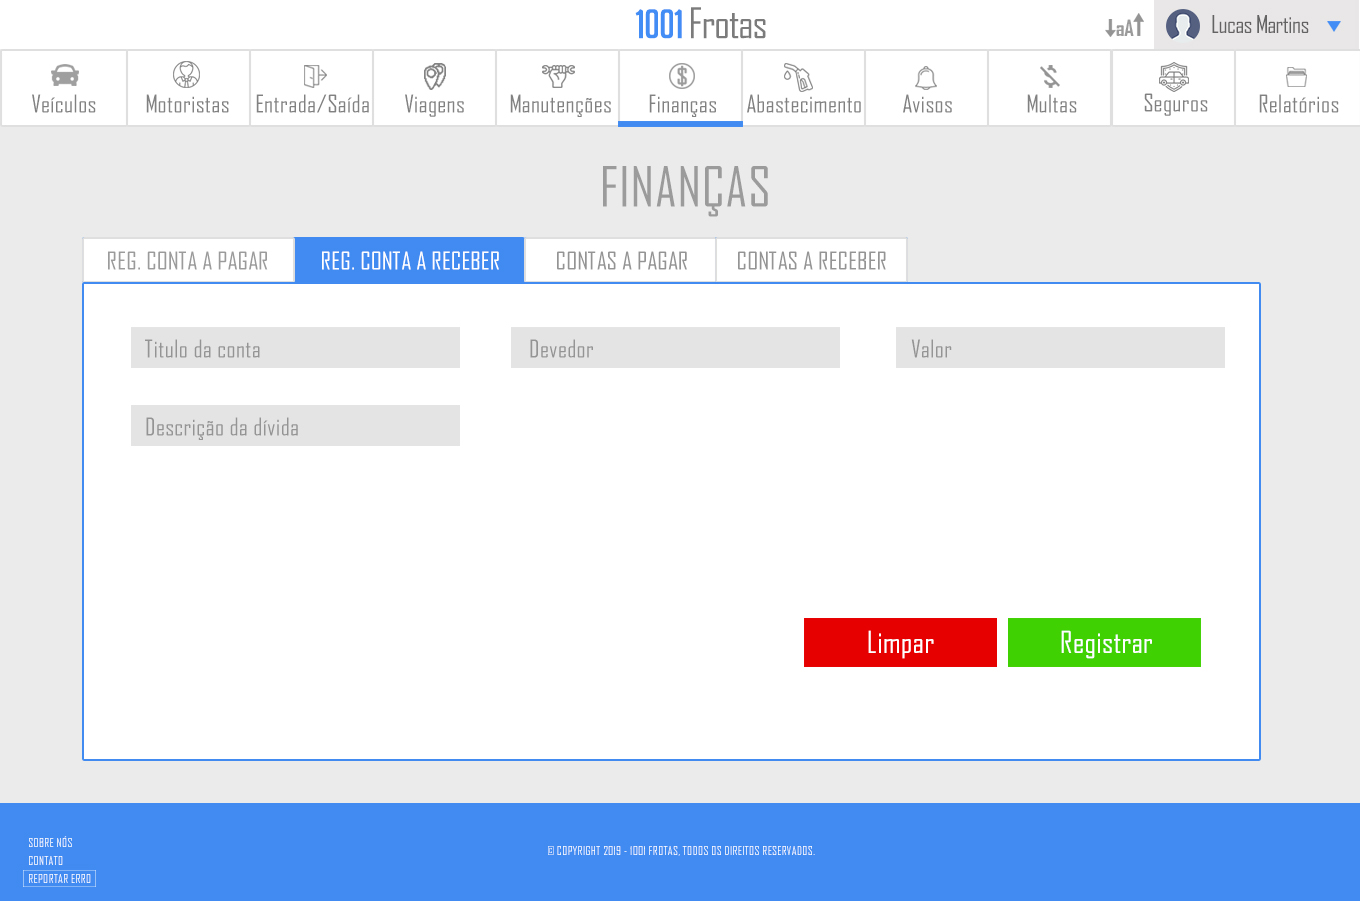 1001 Frotas
aA
Lucas Martins
Veículos
Motoristas
Entrada/Saída
Viagens
Manutenções
Finanças
Abastecimento
Avisos
Multas
Seguros
Relatórios
FINANÇAS
REG. CONTA A PAGAR
REG. CONTA A RECEBER
CONTAS A PAGAR
CONTAS A RECEBER
Titulo da conta
Devedor
Valor
Descrição da dívida
Limpar
Registrar
SOBRE NÓS
CONTATO
REPORTAR ERRO
© COPYRIGHT 2019 - 1001 FROTAS, TODOS OS DIREITOS RESERVADOS.